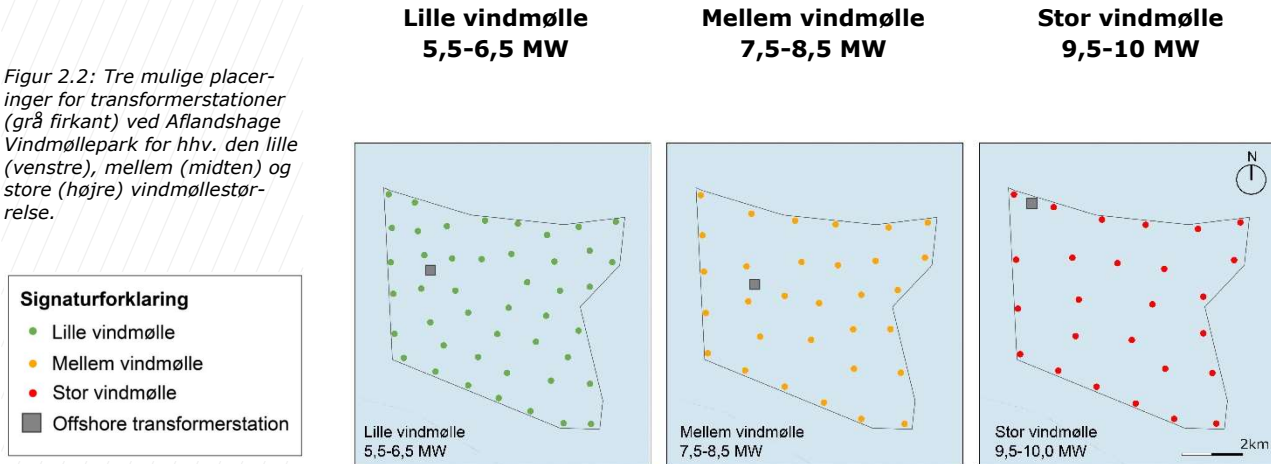 Figur 2.2: Tre mulige placer-
inger for transformerstationer
(grå firkant) ved Aflandshage
Vindmøllepark for hhv. den lille
(venstre), mellem (midten) og
store (højre) vindmøllestør-
relse.
Signaturforklaring
Lille vindmølle
Mellem vindmølle
Stor vindmølle
Offshore transformerstation
Lille vindmølle
5,5-6,5 MW
Mellem vindmølle
7,5-8,5 MW
Stor vindmølle
9,5-10 MW
Lille vindmølle
5,5-6,5 MW
Mellem vindmølle
7,5-8,5 MW
N
Stor vindmølle
9,5-10,0 MW
2km